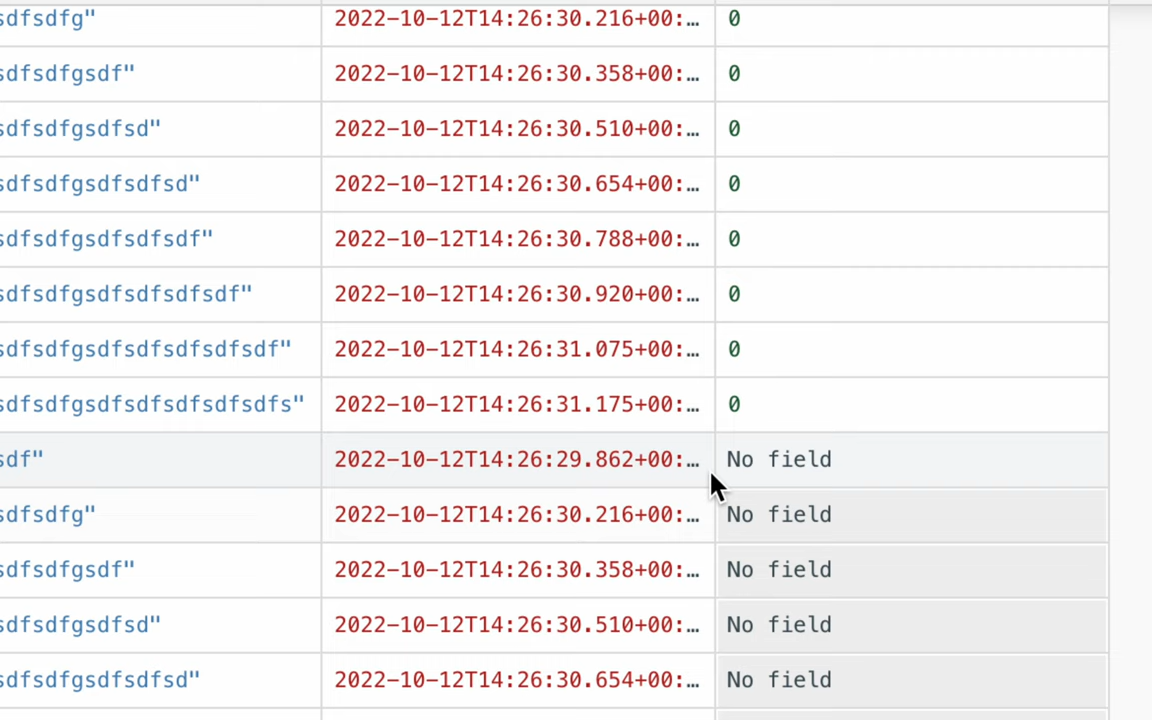 sdfsdfg" 2022-10-12T14:26:30.216+00:… 0
sdfsdfgsdf" 2022-10-12T14:26:30.358+00:… 0
sdfsdfgsdfsd" 2022-10-12T14:26:30.510+00:… 0
sdfsdfgsdfsdfsd" 2022-10-12T14:26:30.654+00:… 0
sdfsdfgsdfsdfsdf" 2022-10-12T14:26:30.788+00:… 0
sdfsdfgsdfsdfsdfsdf" 2022-10-12T14:26:30.920+00:… 0
sdfsdfgsdfsdfsdfsdfsdf" 2022-10-12T14:26:31.075+00:… 0
sdfsdfgsdfsdfsdfsdfsdfs" 2022-10-12T14:26:31.175+00:… 0
sdf" 2022-10-12T14:26:29.862+00:… No field
sdfsdfg" 2022-10-12T14:26:30.216+00:… No field
sdfsdfgsdf" 2022-10-12T14:26:30.358+00:… No field
sdfsdfgsdfsd" 2022-10-12T14:26:30.510+00:… No field
sdfsdfgsdfsdfsd" 2022-10-12T14:26:30.654+00:… No field